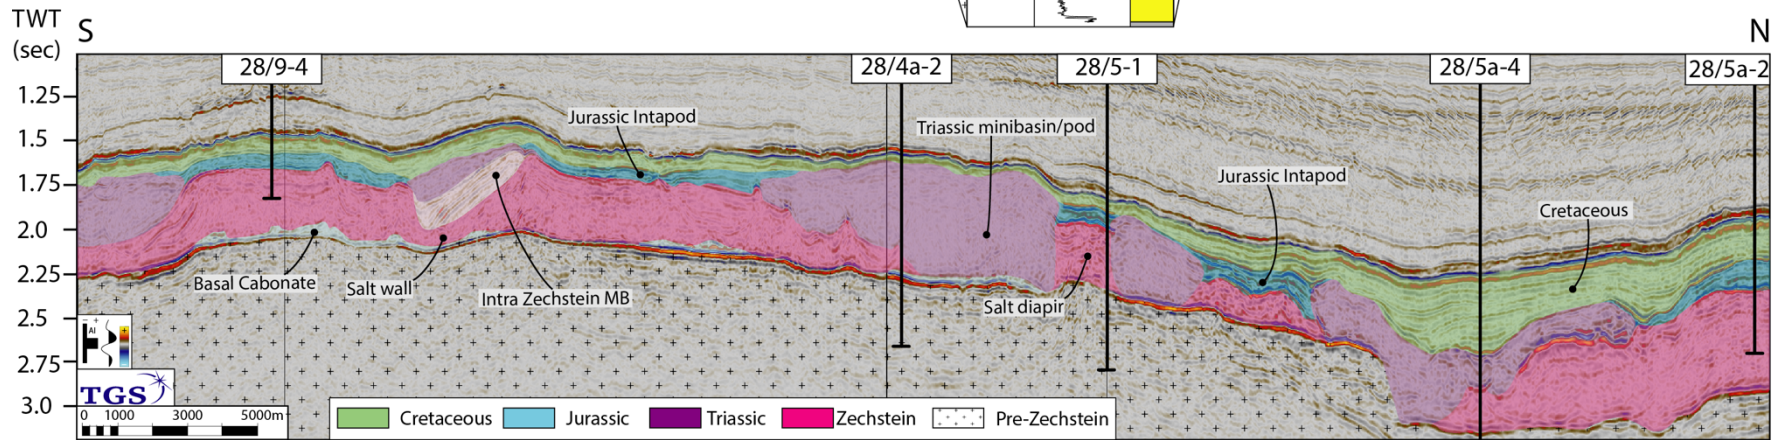 TWT
(sec)
S
N
28/9-4
28/4a-2
28/5-1
28/5a-4
28/5a-2
1.25
1.5
1.75
2.0
2.25
2.5
2.75
3.0
Jurassic Intapod
Triassic minibasin/pod
Jurassic Intapod
Cretaceous
Basal Cabonate
Salt wall
Intra Zechstein MB
Salt diapir
AI
TGS
0 1000 3000 5000m
Cretaceous Jurassic Triassic Zechstein Pre-Zechstein